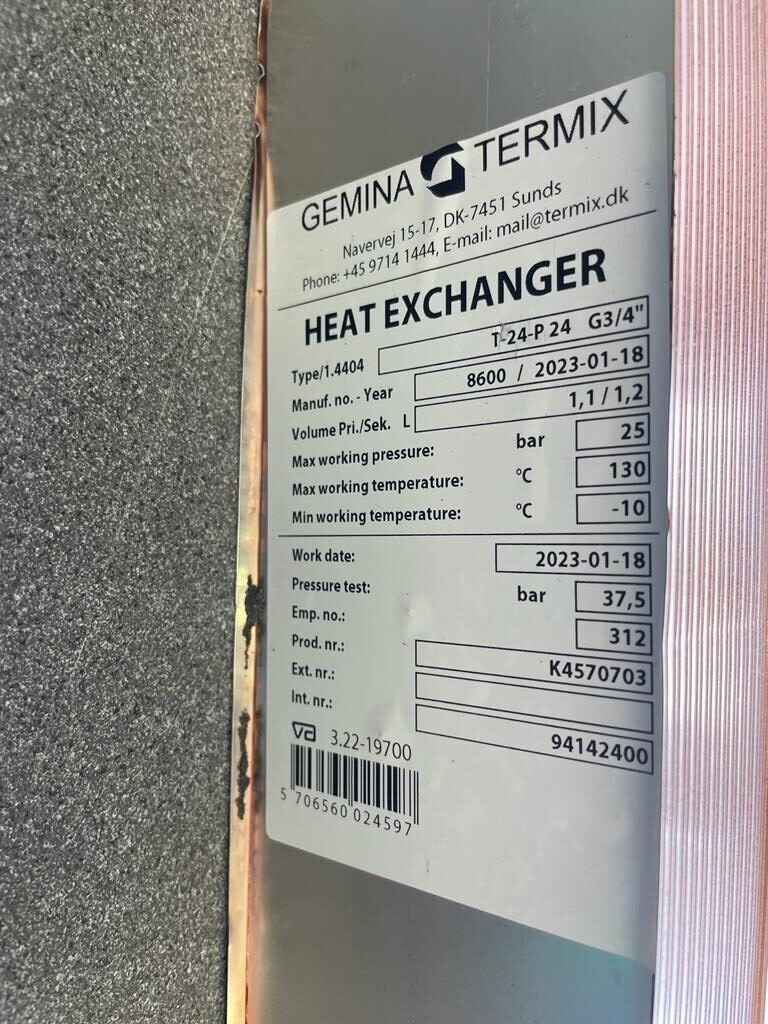 GEMINA TERMIX
Navervej 15-17, DK-7451 Sunds
Phone: +45 9714 1444, E-mail: mail@termix.dk
HEAT EXCHANGER
Type/1.4404 T-24-P 24 G3/4"
Manuf. no. - Year 8600 / 2023-01-18
Volume Pri./Sek. L 1,1 / 1,2
Max working pressure: bar 25
Max working temperature: °C 130
Min working temperature: °C -10
Work date: 2023-01-18
Pressure test: bar 37,5
Emp. no.: 312
Prod. nr.: K4570703
Ext. nr.:
Int. nr.: 94142400
va 3.22-19700
5 706560 024597